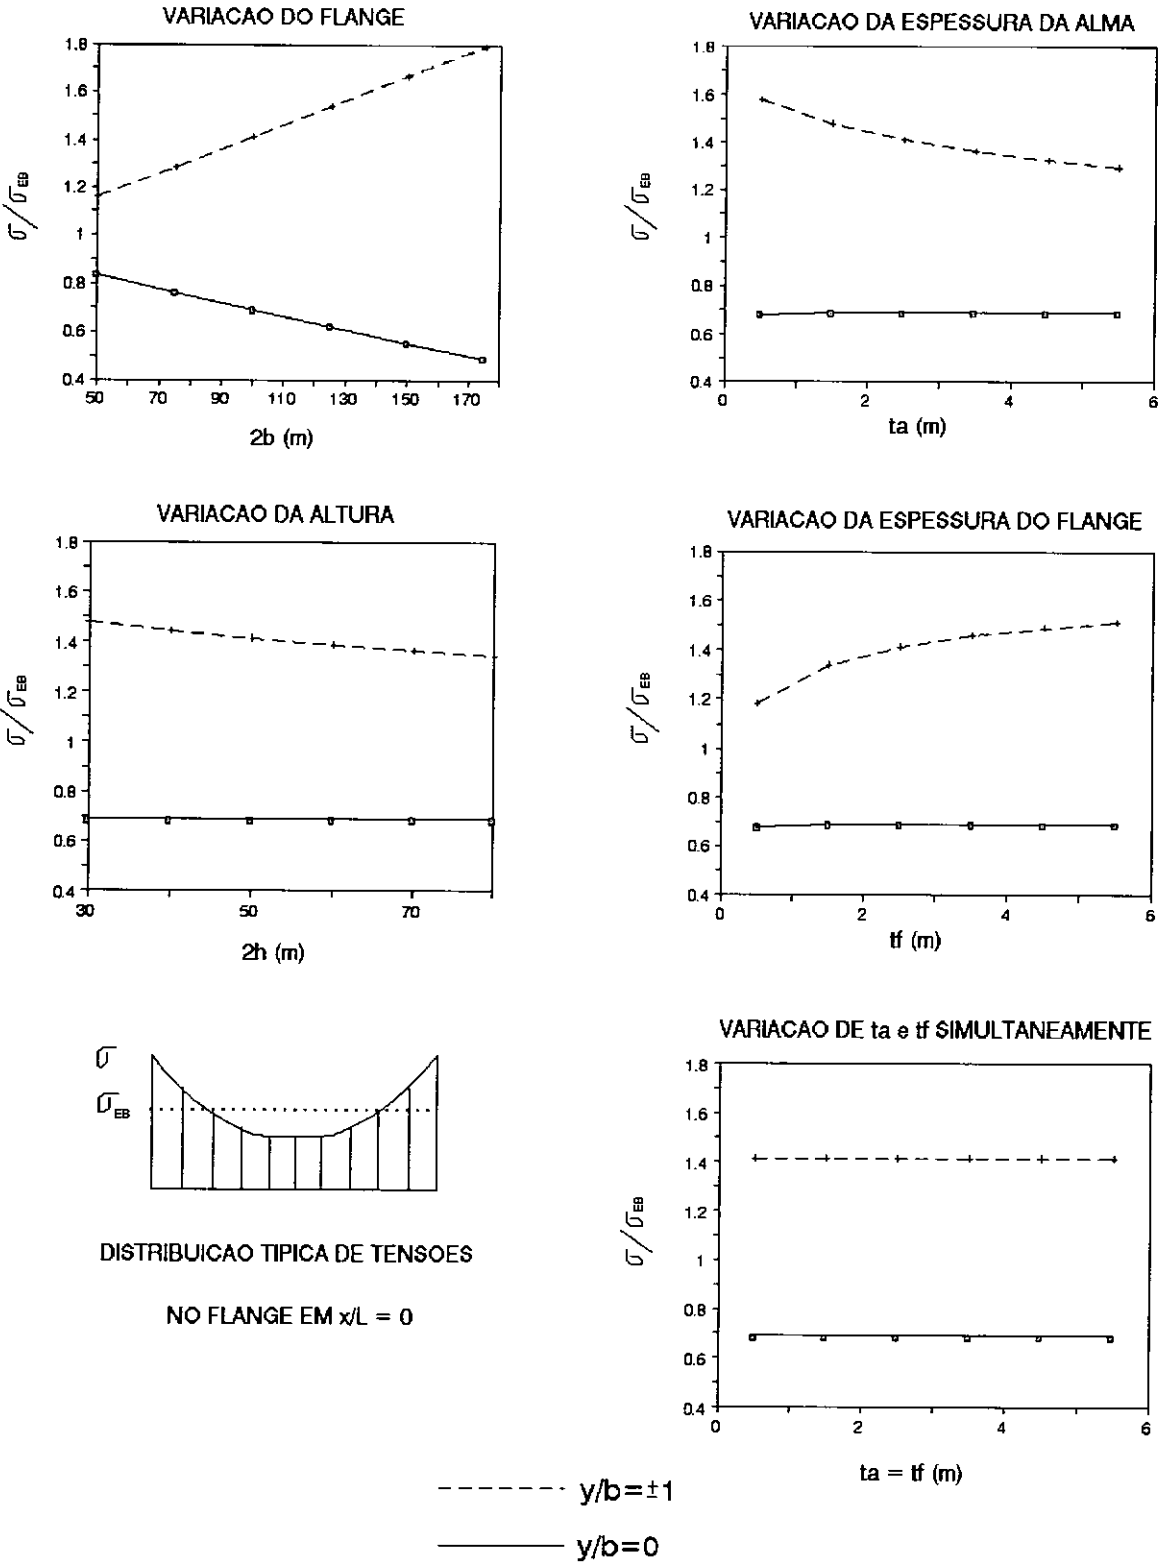 VARIACAO DO FLANGE
1.8
1.6
1.4
1.2
1
0.8
0.6
0.4
σ/σEB
50 70 90 110 130 150 170
2b (m)
VARIACAO DA ESPESSURA DA ALMA
1.8
1.6
1.4
1.2
1
0.8
0.6
0.4
σ/σEB
0 2 4 6
ta (m)
VARIACAO DA ALTURA
1.8
1.6
1.4
1.2
1
0.8
0.6
0.4
σ/σEB
30 70
2h (m)
VARIACAO DA ESPESSURA DO FLANGE
1.8
1.6
1.4
1.2
1
0.8
0.6
0.4
σ/σEB
0 2 4 6
tf (m)
σ
σEB
DISTRIBUICAO TIPICA DE TENSOES
NO FLANGE EM x/L = 0
VARIACAO DE ta e tf SIMULTANEAMENTE
1.8
1.6
1.4
1.2
1
0.8
0.6
0.4
σ/σEB
0 2 4 6
ta = tf (m)
y/b=±1
y/b=0